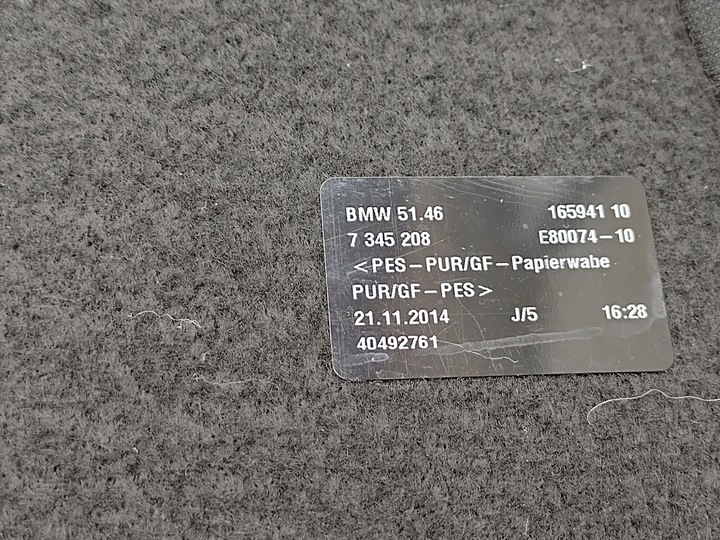 BMW 51.46 165941 10
7 345 208 E80074-10
<PES-PUR/GF-Papierwabe
PUR/GF-PES>
21.11.2014 J/5 16:28
40492761